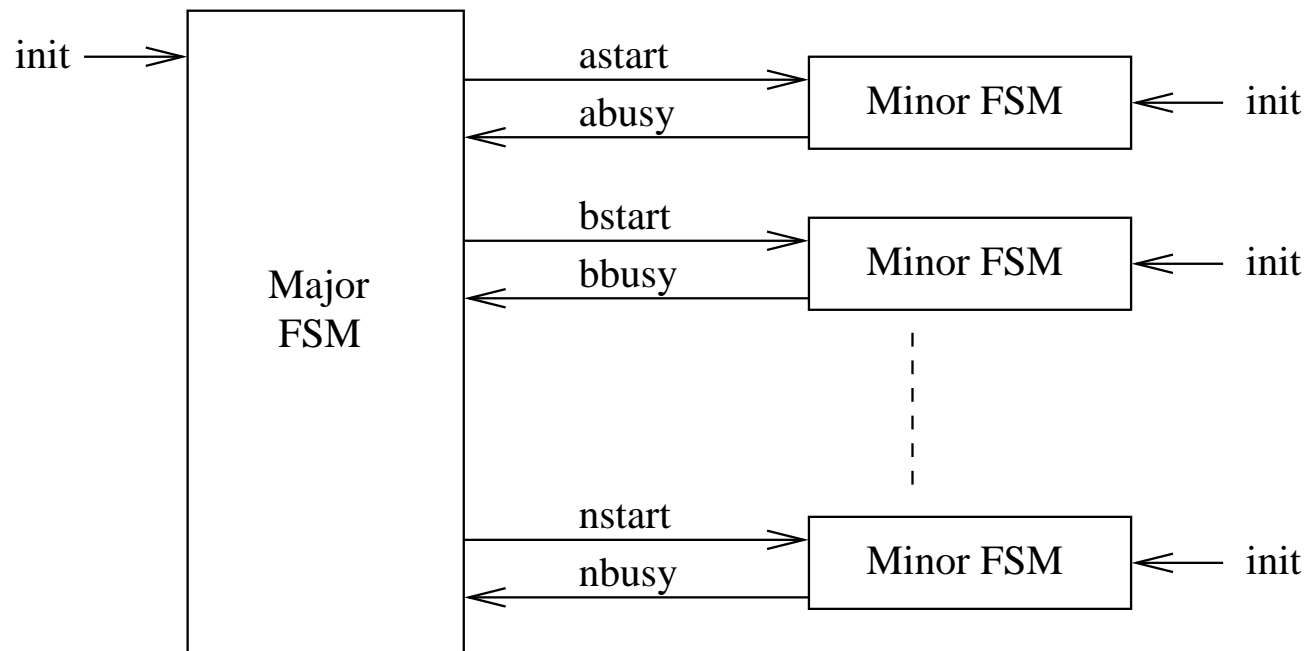 init
astart
abusy
Minor FSM
init
bstart
bbusy
Minor FSM
init
Major
FSM
nstart
nbusy
Minor FSM
init